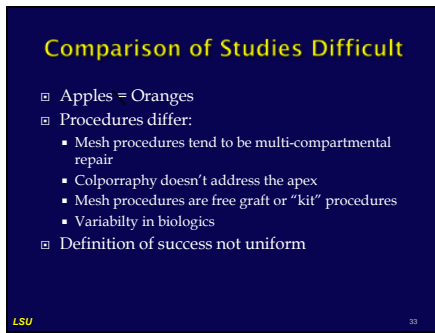 Comparison of Studies Difficult
Apples = Oranges
Procedures differ:
Mesh procedures tend to be multi-compartmental
repair
Colporraphy doesn't address the apex
Mesh procedures are free graft or "kit" procedures
Variabilty in biologics
Definition of success not uniform
LSU
33